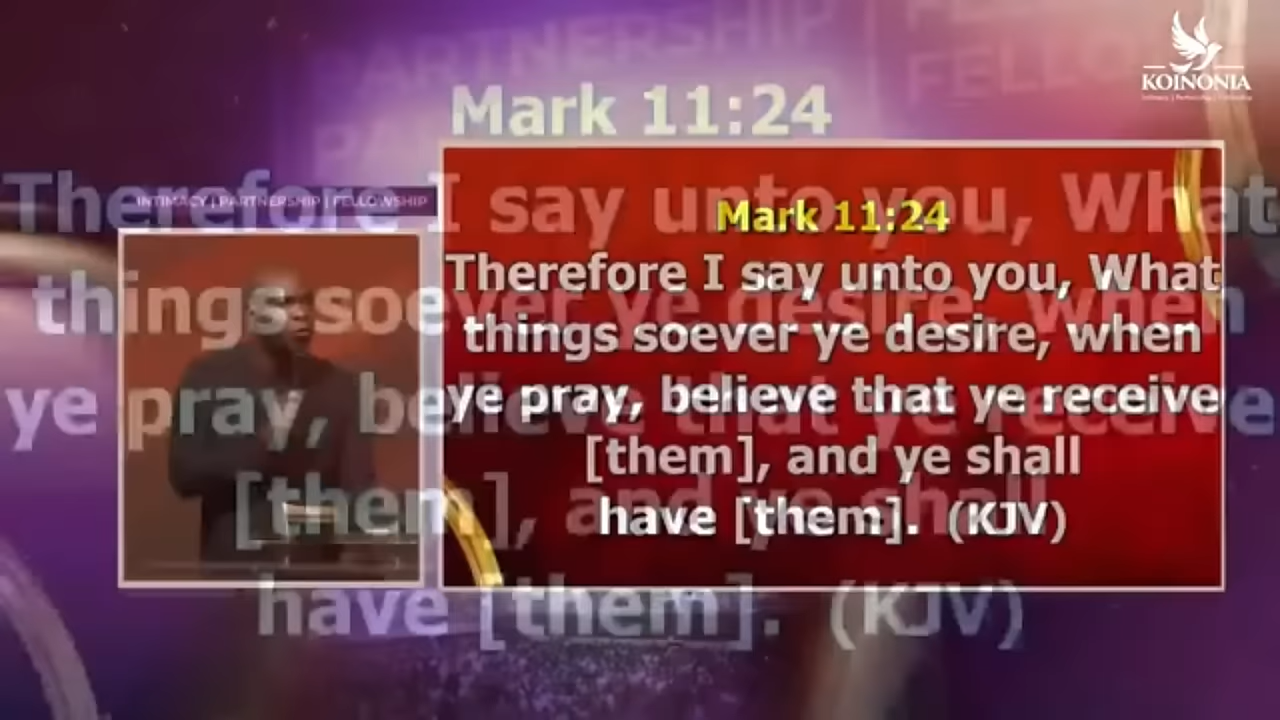 PARTNERSHIP
KOINONIA
Mark 11:24
Therefore I say unto you, What
things soever ye desire, when
ye pray, believe that ye receive
[them], and ye shall
have [them]. (KJV)
INTIMACY | PARTNERSHIP | FELLOWSHIP
Mark 11:24
Therefore I say unto you, What
things soever ye desire, when
ye pray, believe that ye receive
[them], and ye shall
have [them]. (KJV)